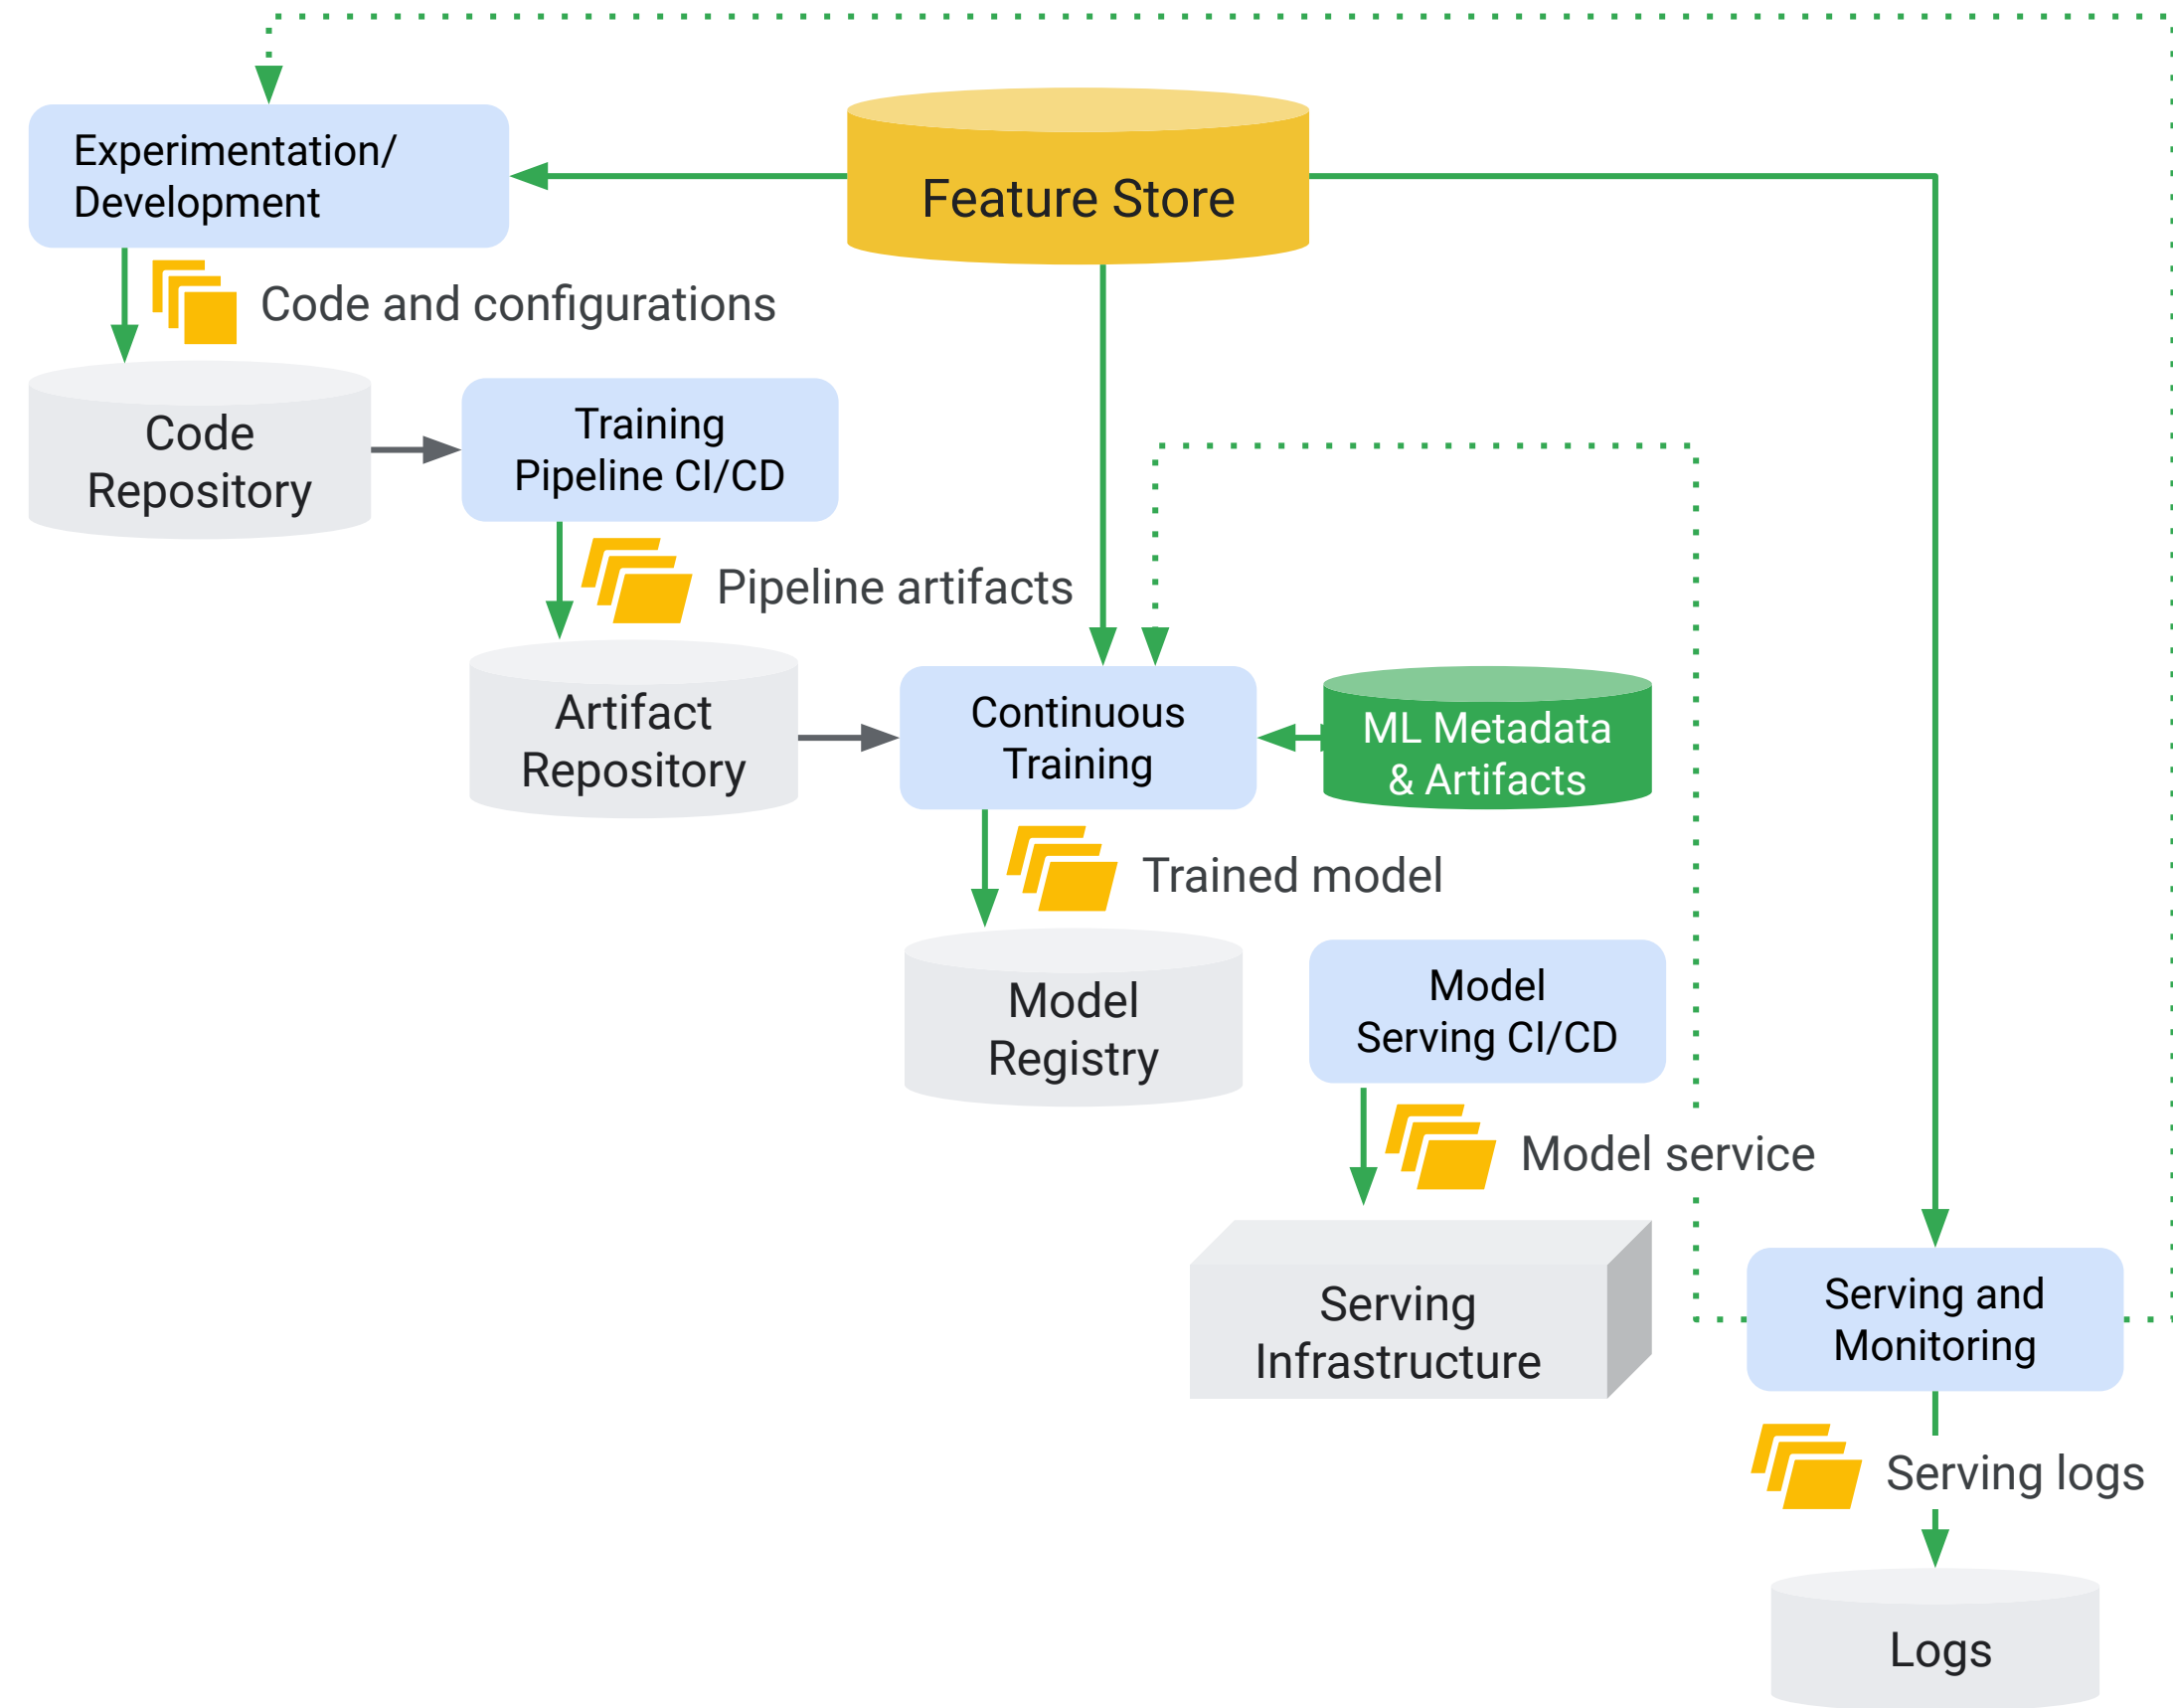 Experimentation/
Development
Feature Store
Code and configurations
Code
Repository
Training
Pipeline CI/CD
Pipeline artifacts
Artifact
Repository
Continuous
Training
ML Metadata
& Artifacts
Trained model
Model
Registry
Model
Serving CI/CD
Model service
Serving
Infrastructure
Serving and
Monitoring
Serving logs
Logs